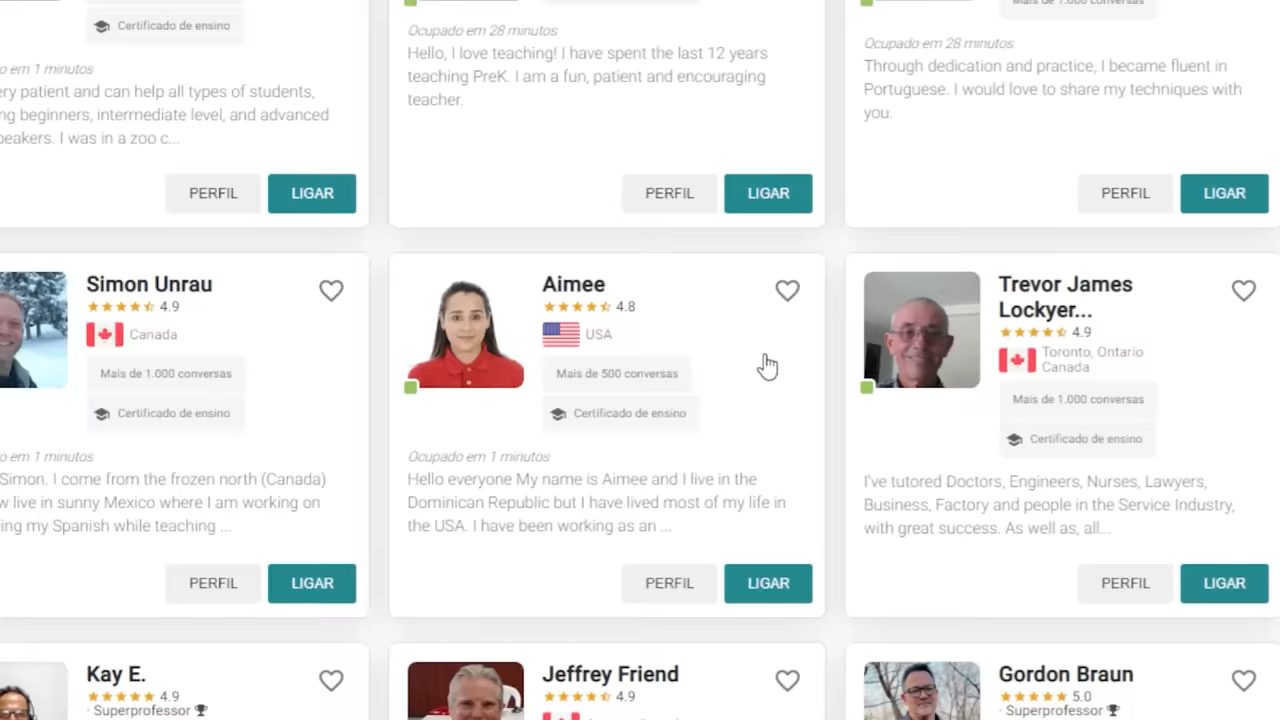 Certificado de ensino
o em 1 minutos
ery patient and can help all types of students,
ng beginners, intermediate level, and advanced
peakers. I was in a zoo c...
PERFIL
LIGAR
Ocupado em 28 minutos
Hello, I love teaching! I have spent the last 12 years
teaching PreK. I am a fun, patient and encouraging
teacher.
PERFIL
LIGAR
Mais de 1.000 conversas
Ocupado em 28 minutos
Through dedication and practice, I became fluent in
Portuguese. I would love to share my techniques with
you.
PERFIL
LIGAR
Simon Unrau
4.9
Canada
Mais de 1.000 conversas
Certificado de ensino
o em 1 minutos
Simon. I come from the frozen north (Canada)
w live in sunny Mexico where I am working on
ing my Spanish while teaching ...
PERFIL
LIGAR
Aimee
4.8
USA
Mais de 500 conversas
Certificado de ensino
Ocupado em 1 minutos
Hello everyone My name is Aimee and I live in the
Dominican Republic but I have lived most of my life in
the USA. I have been working as an ...
PERFIL
LIGAR
Trevor James
Lockyer...
4.9
Toronto, Ontario
Canada
Mais de 1.000 conversas
Certificado de ensino
I've tutored Doctors, Engineers, Nurses, Lawyers,
Business, Factory and people in the Service Industry,
with great success. As well as, all...
PERFIL
LIGAR
Kay E.
4.9
· Superprofessor
Jeffrey Friend
4.9
Gordon Braun
5.0
· Superprofessor